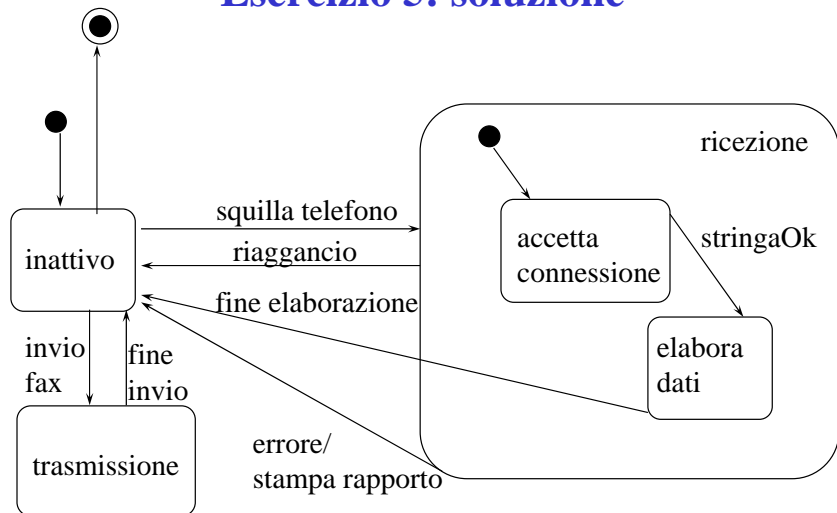 Esercizio 5: soluzione
ricezione
squilla telefono
accetta
connessione
stringaOk
inattivo
riaggancio
fine elaborazione
invio
fax
fine
invio
elabora
dati
trasmissione
errore/
stampa rapporto